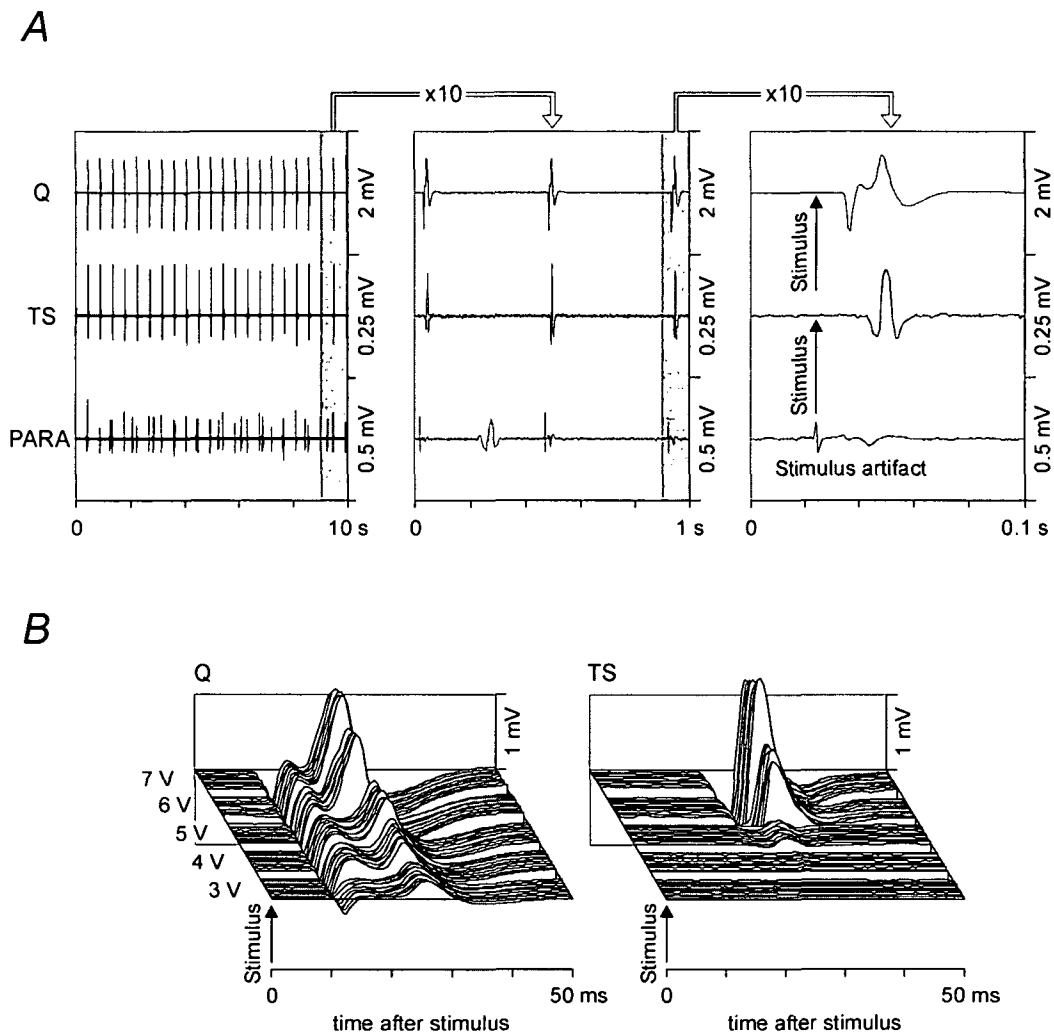 A
x10
x10
Q
TS
PARA
2 mV
0.25 mV
0.5 mV
0
10 s
2 mV
0.25 mV
0.5 mV
0
1 s
Stimulus
Stimulus
Stimulus artifact
2 mV
0.25 mV
0.5 mV
0
0.1 s
B
Q
1 mV
7 V
6 V
5 V
4 V
3 V
Stimulus
0
50 ms
time after stimulus
TS
1 mV
Stimulus
0
50 ms
time after stimulus